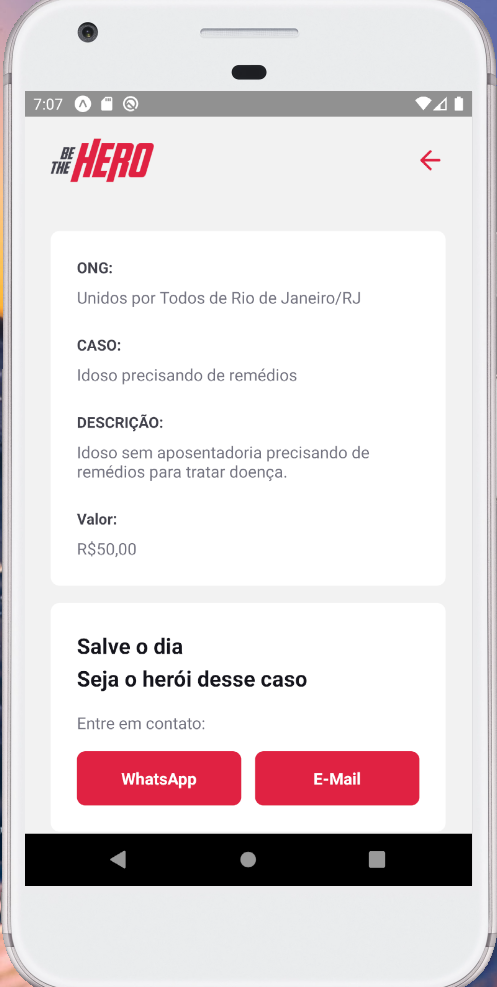 7:07
BE
THE HERO
ONG:
Unidos por Todos de Rio de Janeiro/RJ
CASO:
Idoso precisando de remédios
DESCRIÇÃO:
Idoso sem aposentadoria precisando de
remédios para tratar doença.
Valor:
R$50,00
Salve o dia
Seja o herói desse caso
Entre em contato:
WhatsApp E-Mail